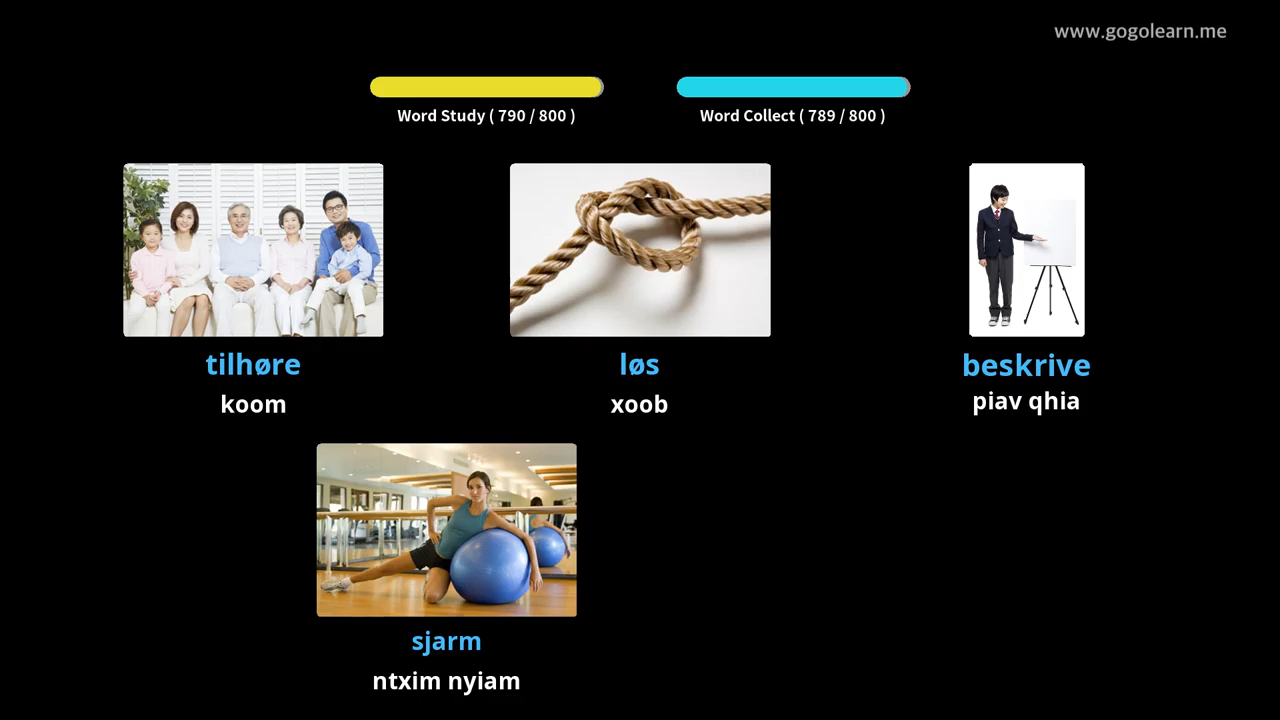 www.gogolearn.me
Word Study ( 790 / 800 )
Word Collect ( 789 / 800 )
tilhøre
løs
beskrive
koom
xoob
piav qhia
sjarm
ntxim nyiam